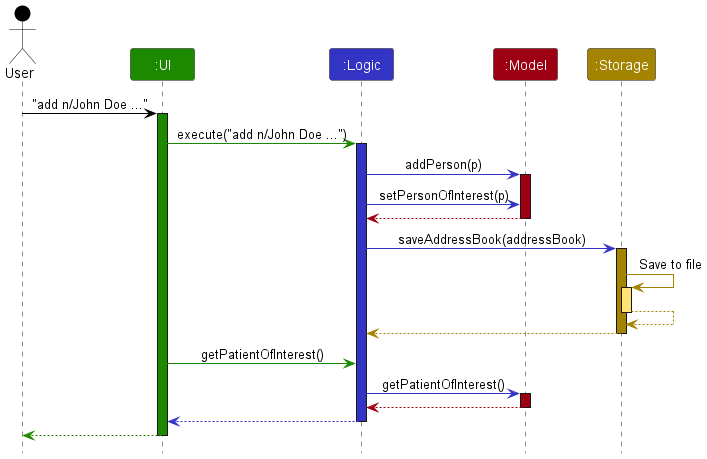 User
:UI
:Logic
:Model
:Storage
"add n/John Doe ..."
execute("add n/John Doe ...")
addPerson(p)
setPersonOfInterest(p)
saveAddressBook(addressBook)
Save to file
getPatientOfInterest()
getPatientOfInterest()